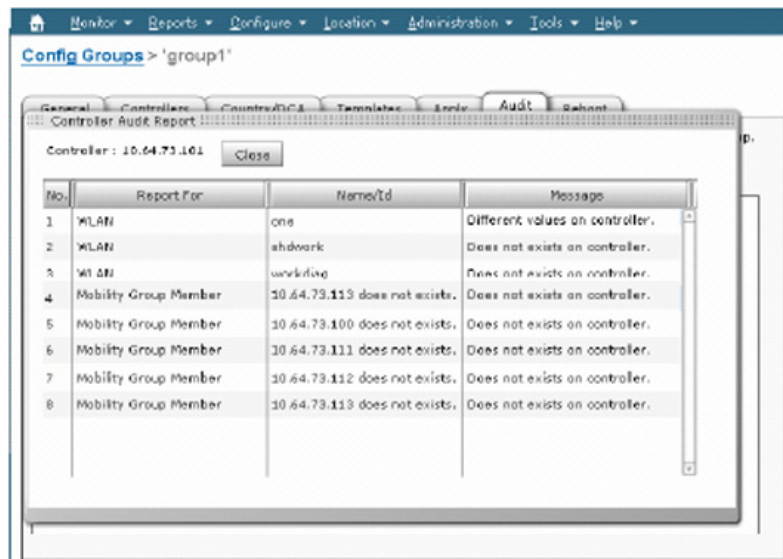 Monitor Reports Configure Location Administration Tools Help
Config Groups > 'group1'
General Controllers Country/DCA Templates Apply Audit Reboot
Controller Audit Report
Controller : 10.64.73.101 Close
No. Report For Name/Id Message
1 WLAN one Different values on controller.
2 WLAN shdwork Does not exists on controller.
3 WLAN workdiag Does not exists on controller.
4 Mobility Group Member 10.64.73.113 does not exists. Does not exists on controller.
5 Mobility Group Member 10.64.73.100 does not exists. Does not exists on controller.
6 Mobility Group Member 10.64.73.111 does not exists. Does not exists on controller.
7 Mobility Group Member 10.64.73.112 does not exists. Does not exists on controller.
8 Mobility Group Member 10.64.73.113 does not exists. Does not exists on controller.